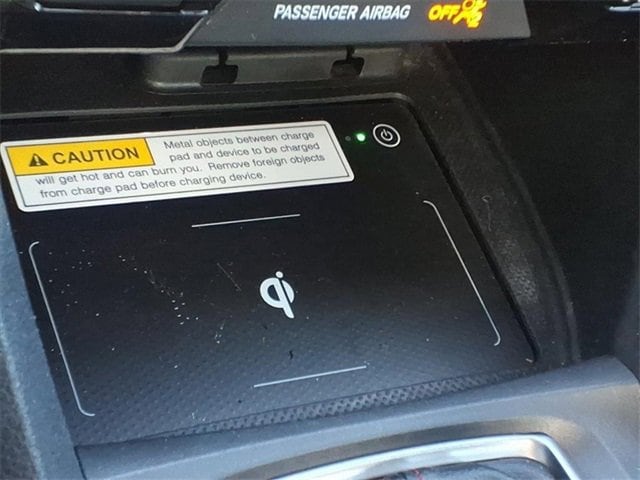 PASSENGER AIRBAG OFF
CAUTION Metal objects between charge
pad and device to be charged
will get hot and can burn you. Remove foreign objects
from charge pad before charging device.
qi